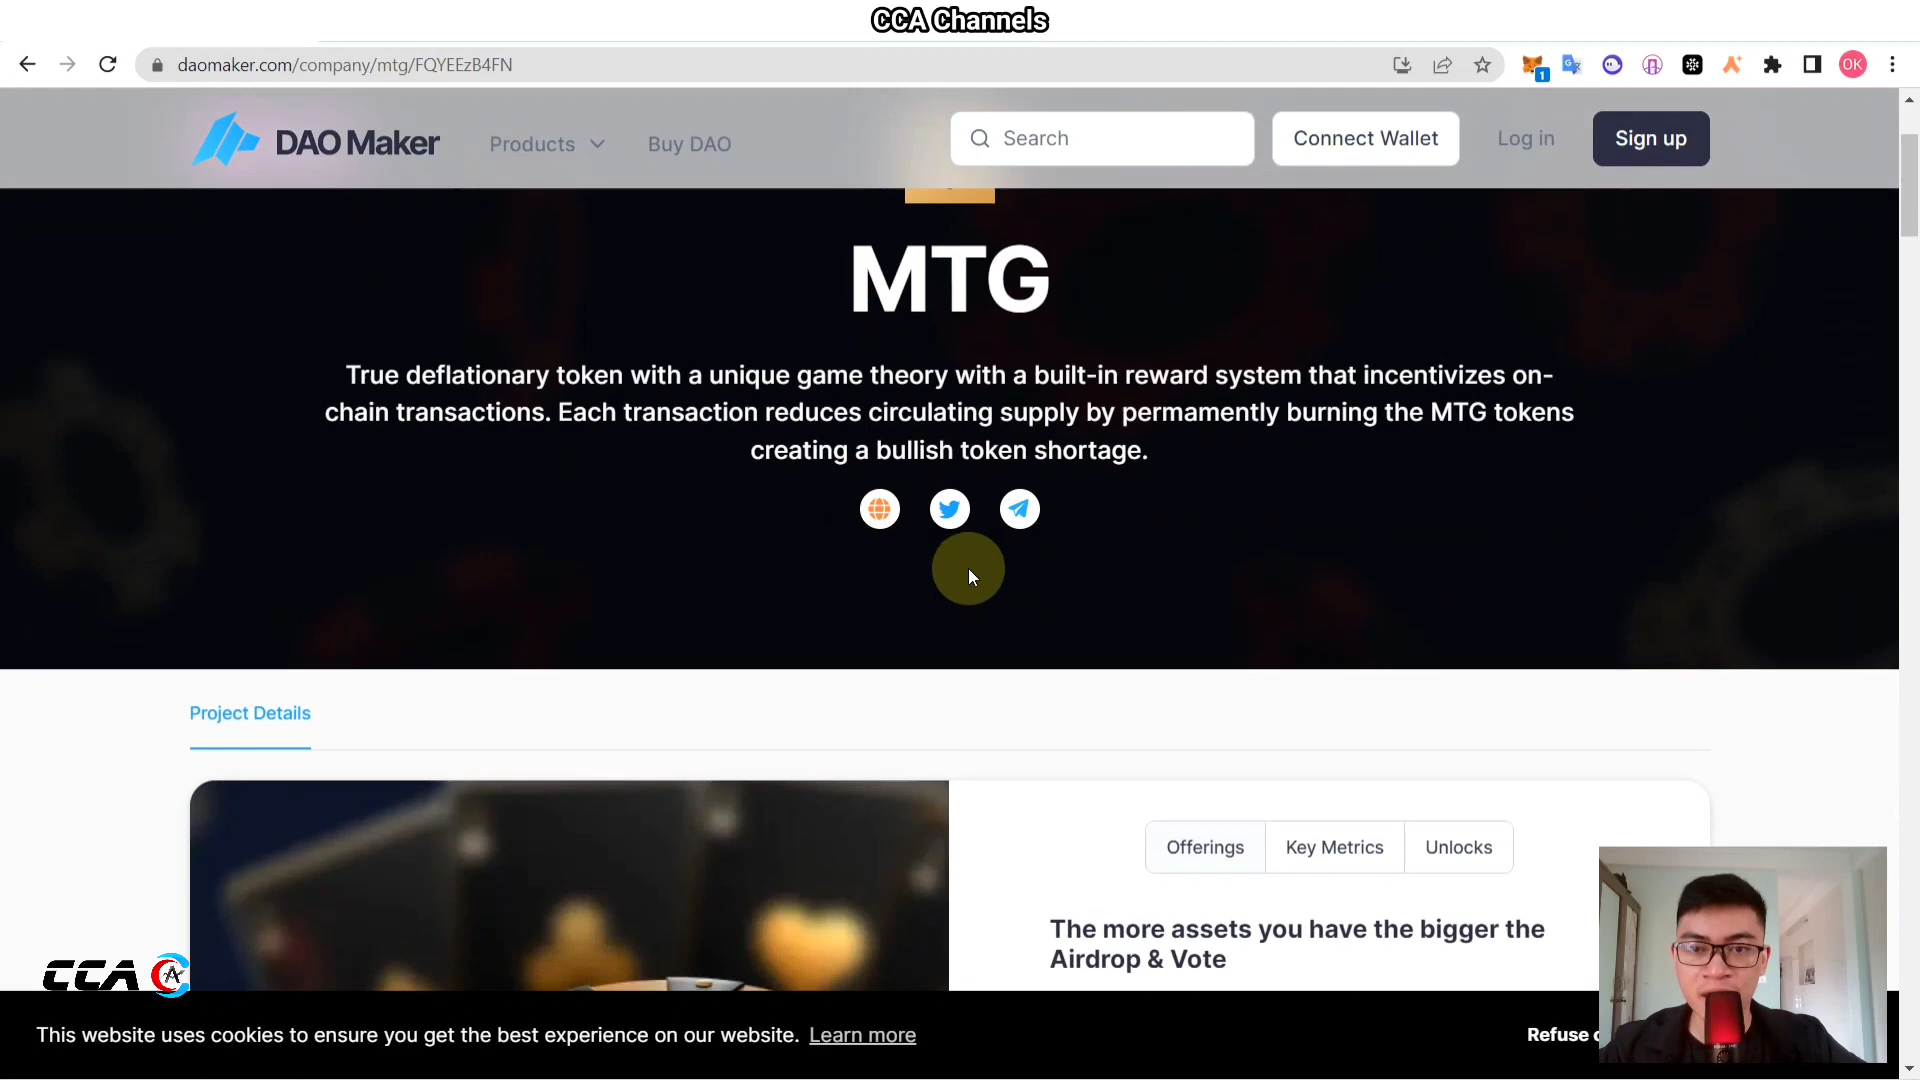 CCA Channels
daomaker.com/company/mtg/FQYEEzB4FN
1
OK
DAO Maker
Products
Buy DAO
Search
Connect Wallet
Log in
Sign up
MTG
True deflationary token with a unique game theory with a built-in reward system that incentivizes on-
chain transactions. Each transaction reduces circulating supply by permamently burning the MTG tokens
creating a bullish token shortage.
Project Details
Offerings
Key Metrics
Unlocks
The more assets you have the bigger the
Airdrop & Vote
CCA
This website uses cookies to ensure you get the best experience on our website. Learn more
Refuse